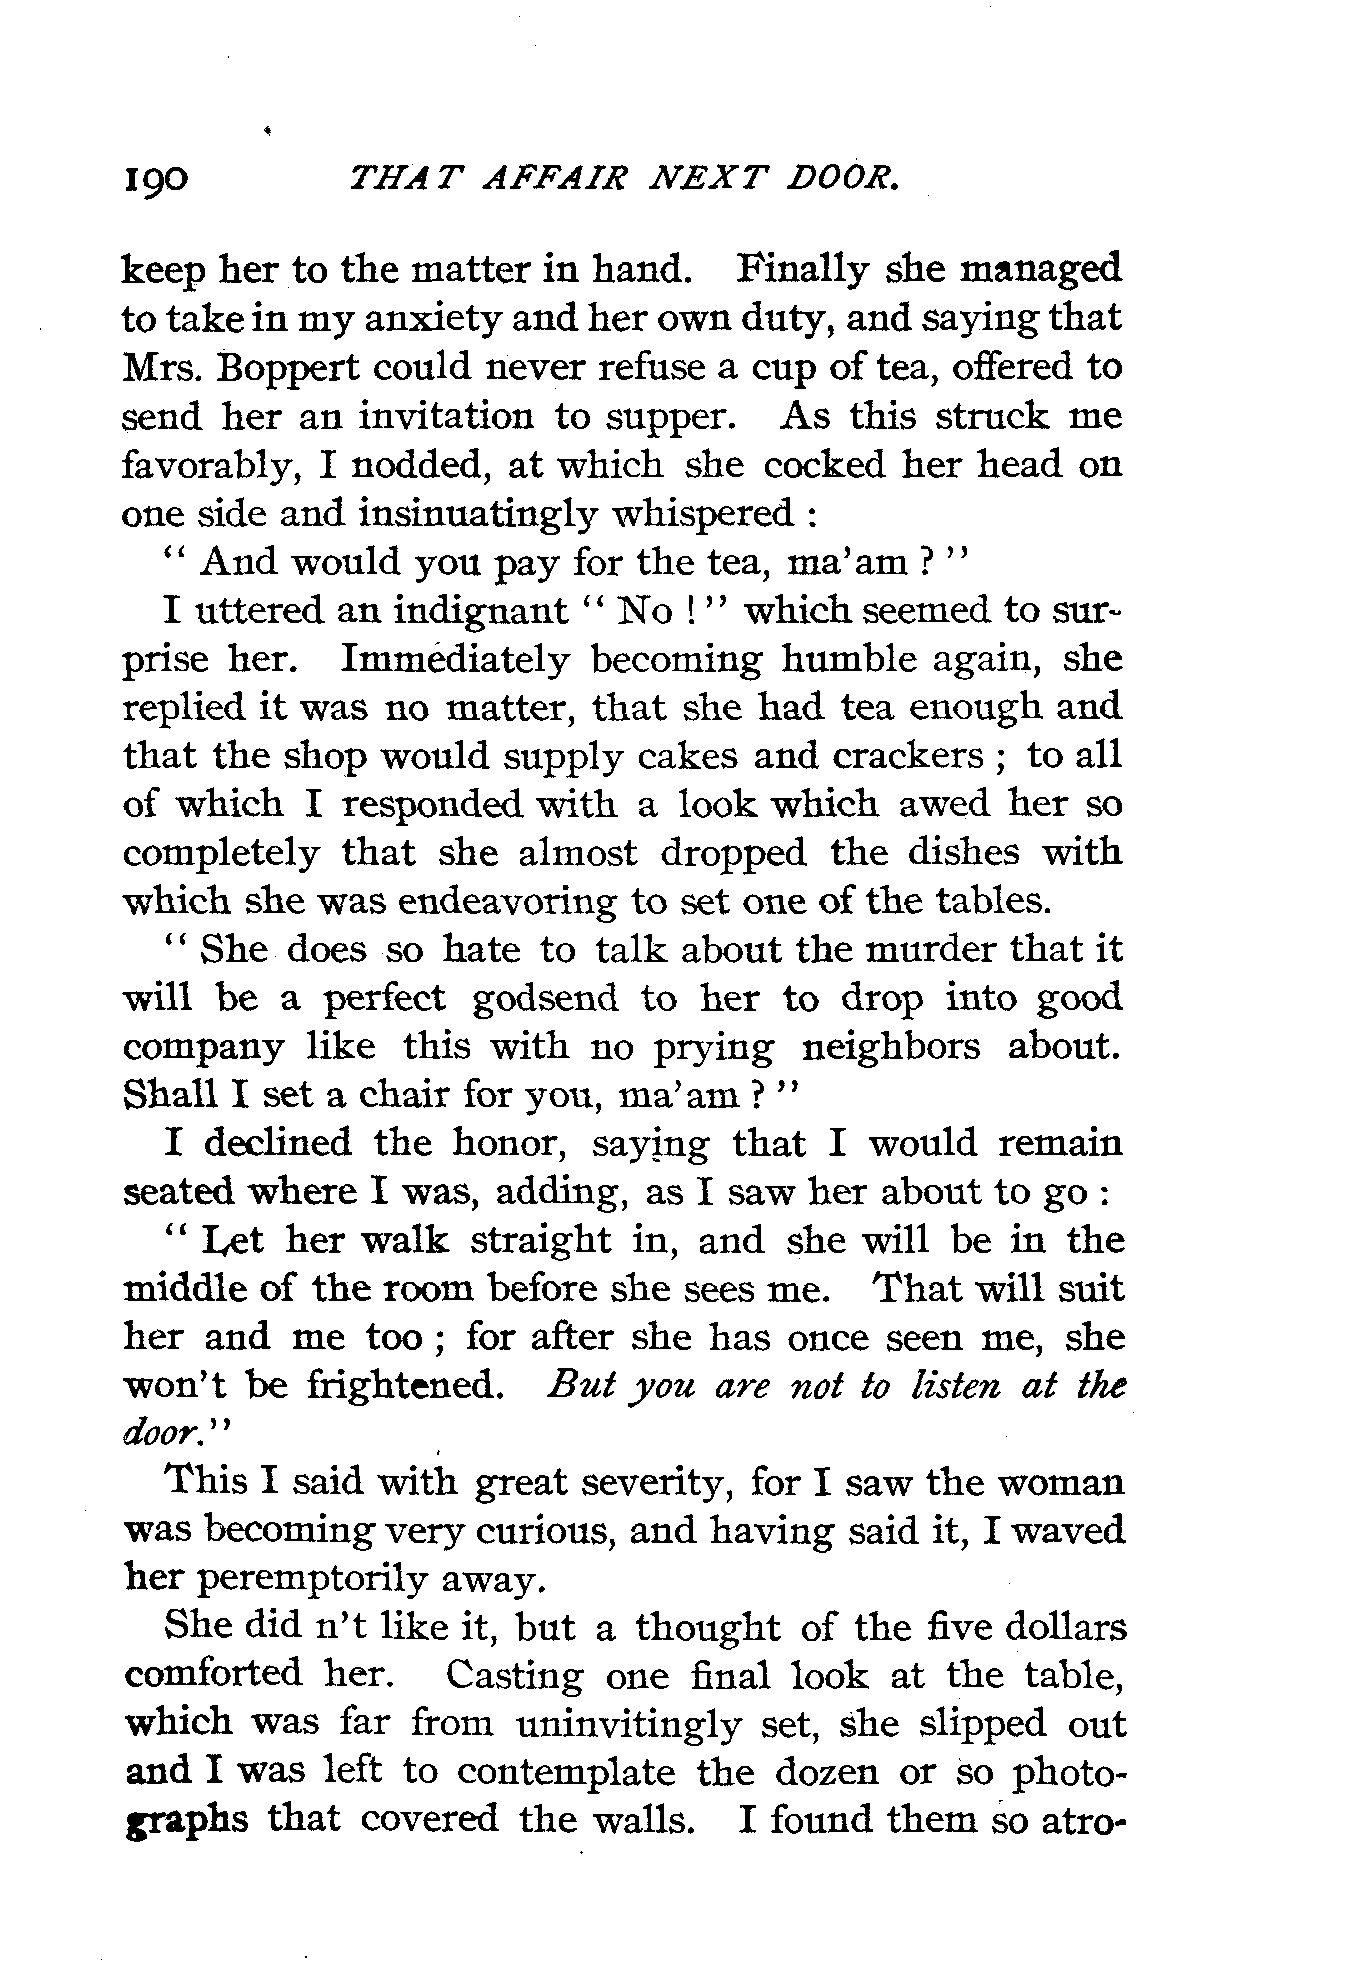 190 THAT AFFAIR NEXT DOOR.
keep her to the matter in hand. Finally she managed
to take in my anxiety and her own duty, and saying that
Mrs. Boppert could never refuse a cup of tea, offered to
send her an invitation to supper. As this struck me
favorably, I nodded, at which she cocked her head on
one side and insinuatingly whispered :
“ And would you pay for the tea, ma’am ? ”
I uttered an indignant “ No ! ” which seemed to sur-
prise her. Immediately becoming humble again, she
replied it was no matter, that she had tea enough and
that the shop would supply cakes and crackers ; to all
of which I responded with a look which awed her so
completely that she almost dropped the dishes with
which she was endeavoring to set one of the tables.
“ She does so hate to talk about the murder that it
will be a perfect godsend to her to drop into good
company like this with no prying neighbors about.
Shall I set a chair for you, ma’am ? ”
I declined the honor, saying that I would remain
seated where I was, adding, as I saw her about to go :
“ Let her walk straight in, and she will be in the
middle of the room before she sees me. That will suit
her and me too ; for after she has once seen me, she
won’t be frightened. But you are not to listen at the
door.”
This I said with great severity, for I saw the woman
was becoming very curious, and having said it, I waved
her peremptorily away.
She did n’t like it, but a thought of the five dollars
comforted her. Casting one final look at the table,
which was far from uninvitingly set, she slipped out
and I was left to contemplate the dozen or so photo-
graphs that covered the walls. I found them so atro-